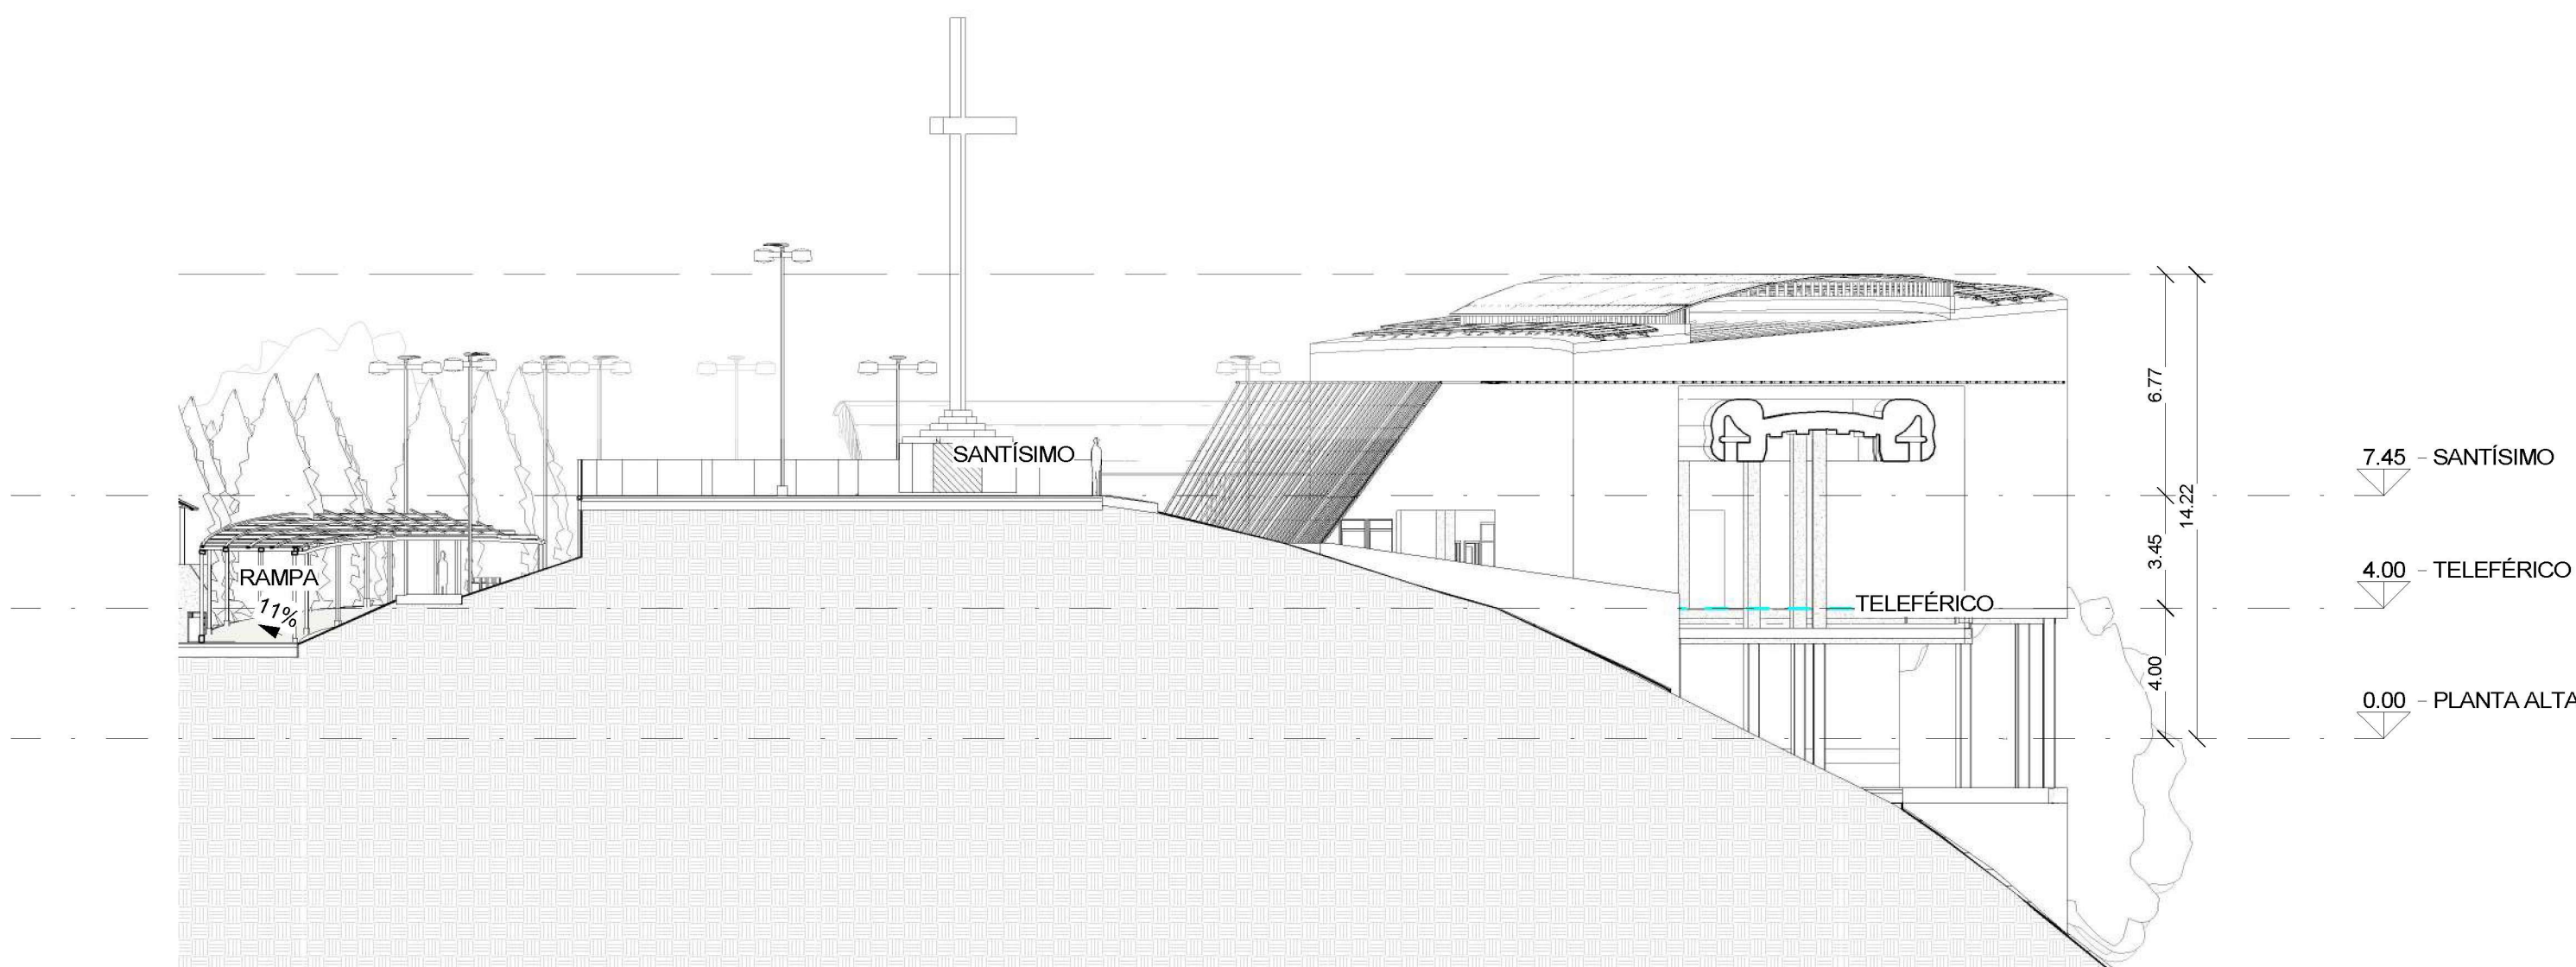 SANTÍSIMO
RAMPA
11%
TELEFÉRICO
6.77
14.22
3.45
4.00
7.45 - SANTÍSIMO
4.00 - TELEFÉRICO
0.00 - PLANTA ALTA